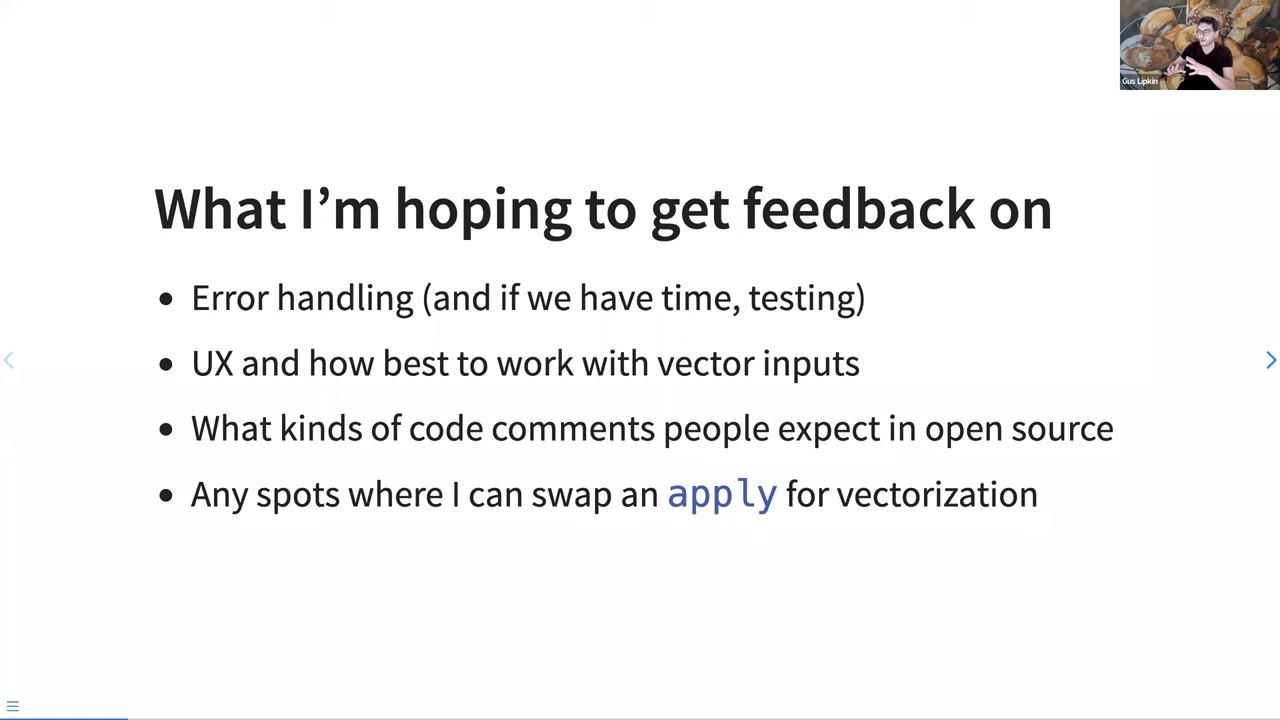 Gus Lipkin
What I’m hoping to get feedback on
• Error handling (and if we have time, testing)
• UX and how best to work with vector inputs
• What kinds of code comments people expect in open source
• Any spots where I can swap an apply for vectorization